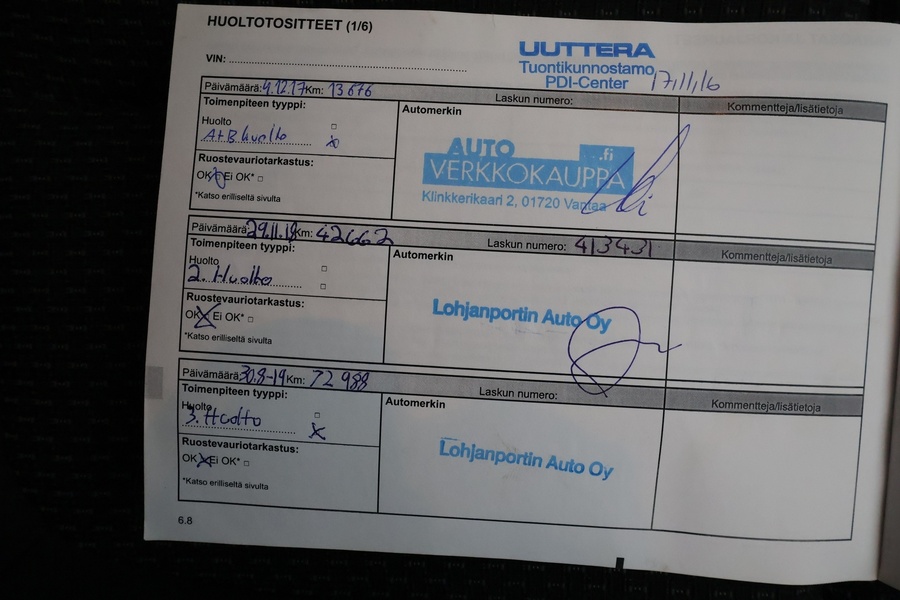 HUOLTOTOSITTEET (1/6)
UUTTERA
Tuontikunnostamo
PDI-Center 17/11/16
VIN:
Päivämäärä: 4.12.17 Km: 13676
Laskun numero:
Kommentteja/lisätietoja
Toimenpiteen tyyppi:
Automerkin
Huolto
A+B huolto
Ruostevauriotarkastus:
OK Ei OK*
*Katso erilliseltä sivulta
AUTO
VERKKOKAUPPA .fi
Klinkkerikaari 2, 01720 Vantaa
Päivämäärä: 29.11.18 Km: 42662
Laskun numero: 413431
Kommentteja/lisätietoja
Toimenpiteen tyyppi:
Automerkin
Huolto
2. Huolto
Ruostevauriotarkastus:
OK Ei OK*
*Katso erilliseltä sivulta
Lohjanportin Auto Oy
Päivämäärä: 30.8-19 Km: 72 988
Laskun numero:
Kommentteja/lisätietoja
Toimenpiteen tyyppi:
Automerkin
Huolto
3. Huolto
Ruostevauriotarkastus:
OK Ei OK*
*Katso erilliseltä sivulta
Lohjanportin Auto Oy
6.8